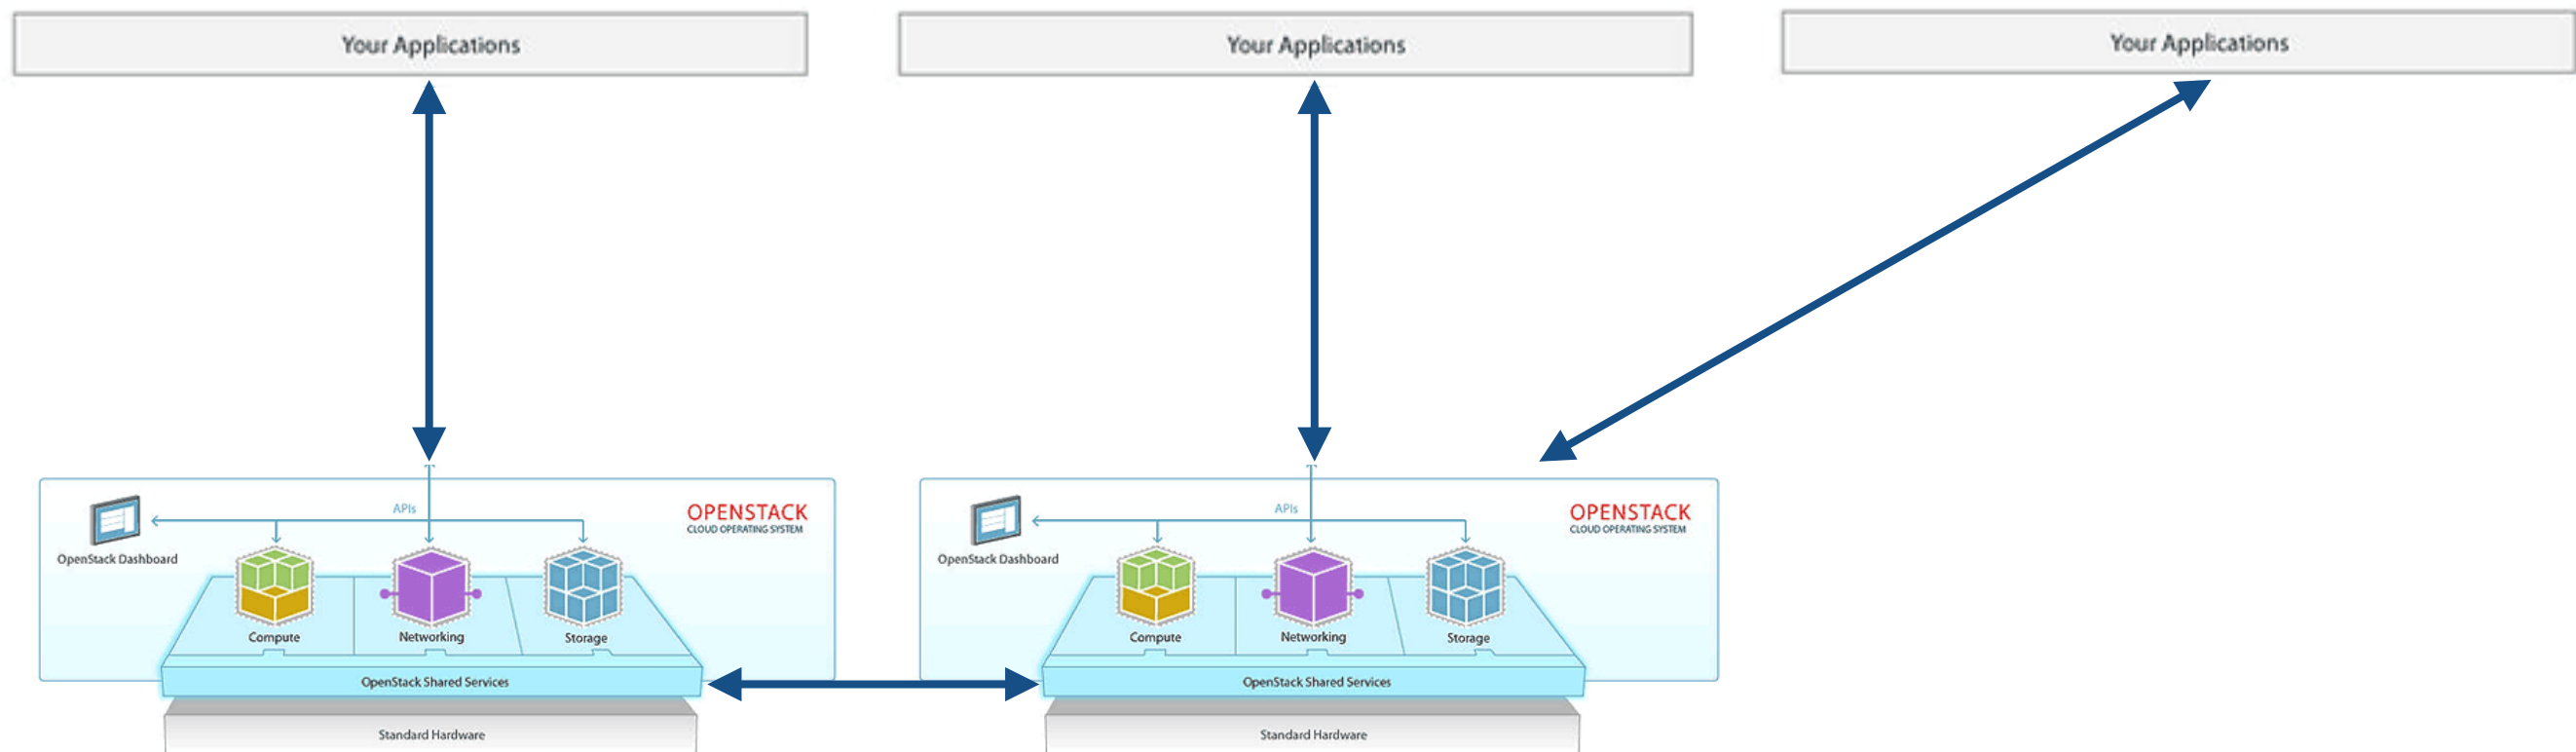 Your Applications
Your Applications
Your Applications
APIs
OPENSTACK
CLOUD OPERATING SYSTEM
OpenStack Dashboard
Compute
Networking
Storage
OpenStack Shared Services
Standard Hardware
APIs
OPENSTACK
CLOUD OPERATING SYSTEM
OpenStack Dashboard
Compute
Networking
Storage
OpenStack Shared Services
Standard Hardware